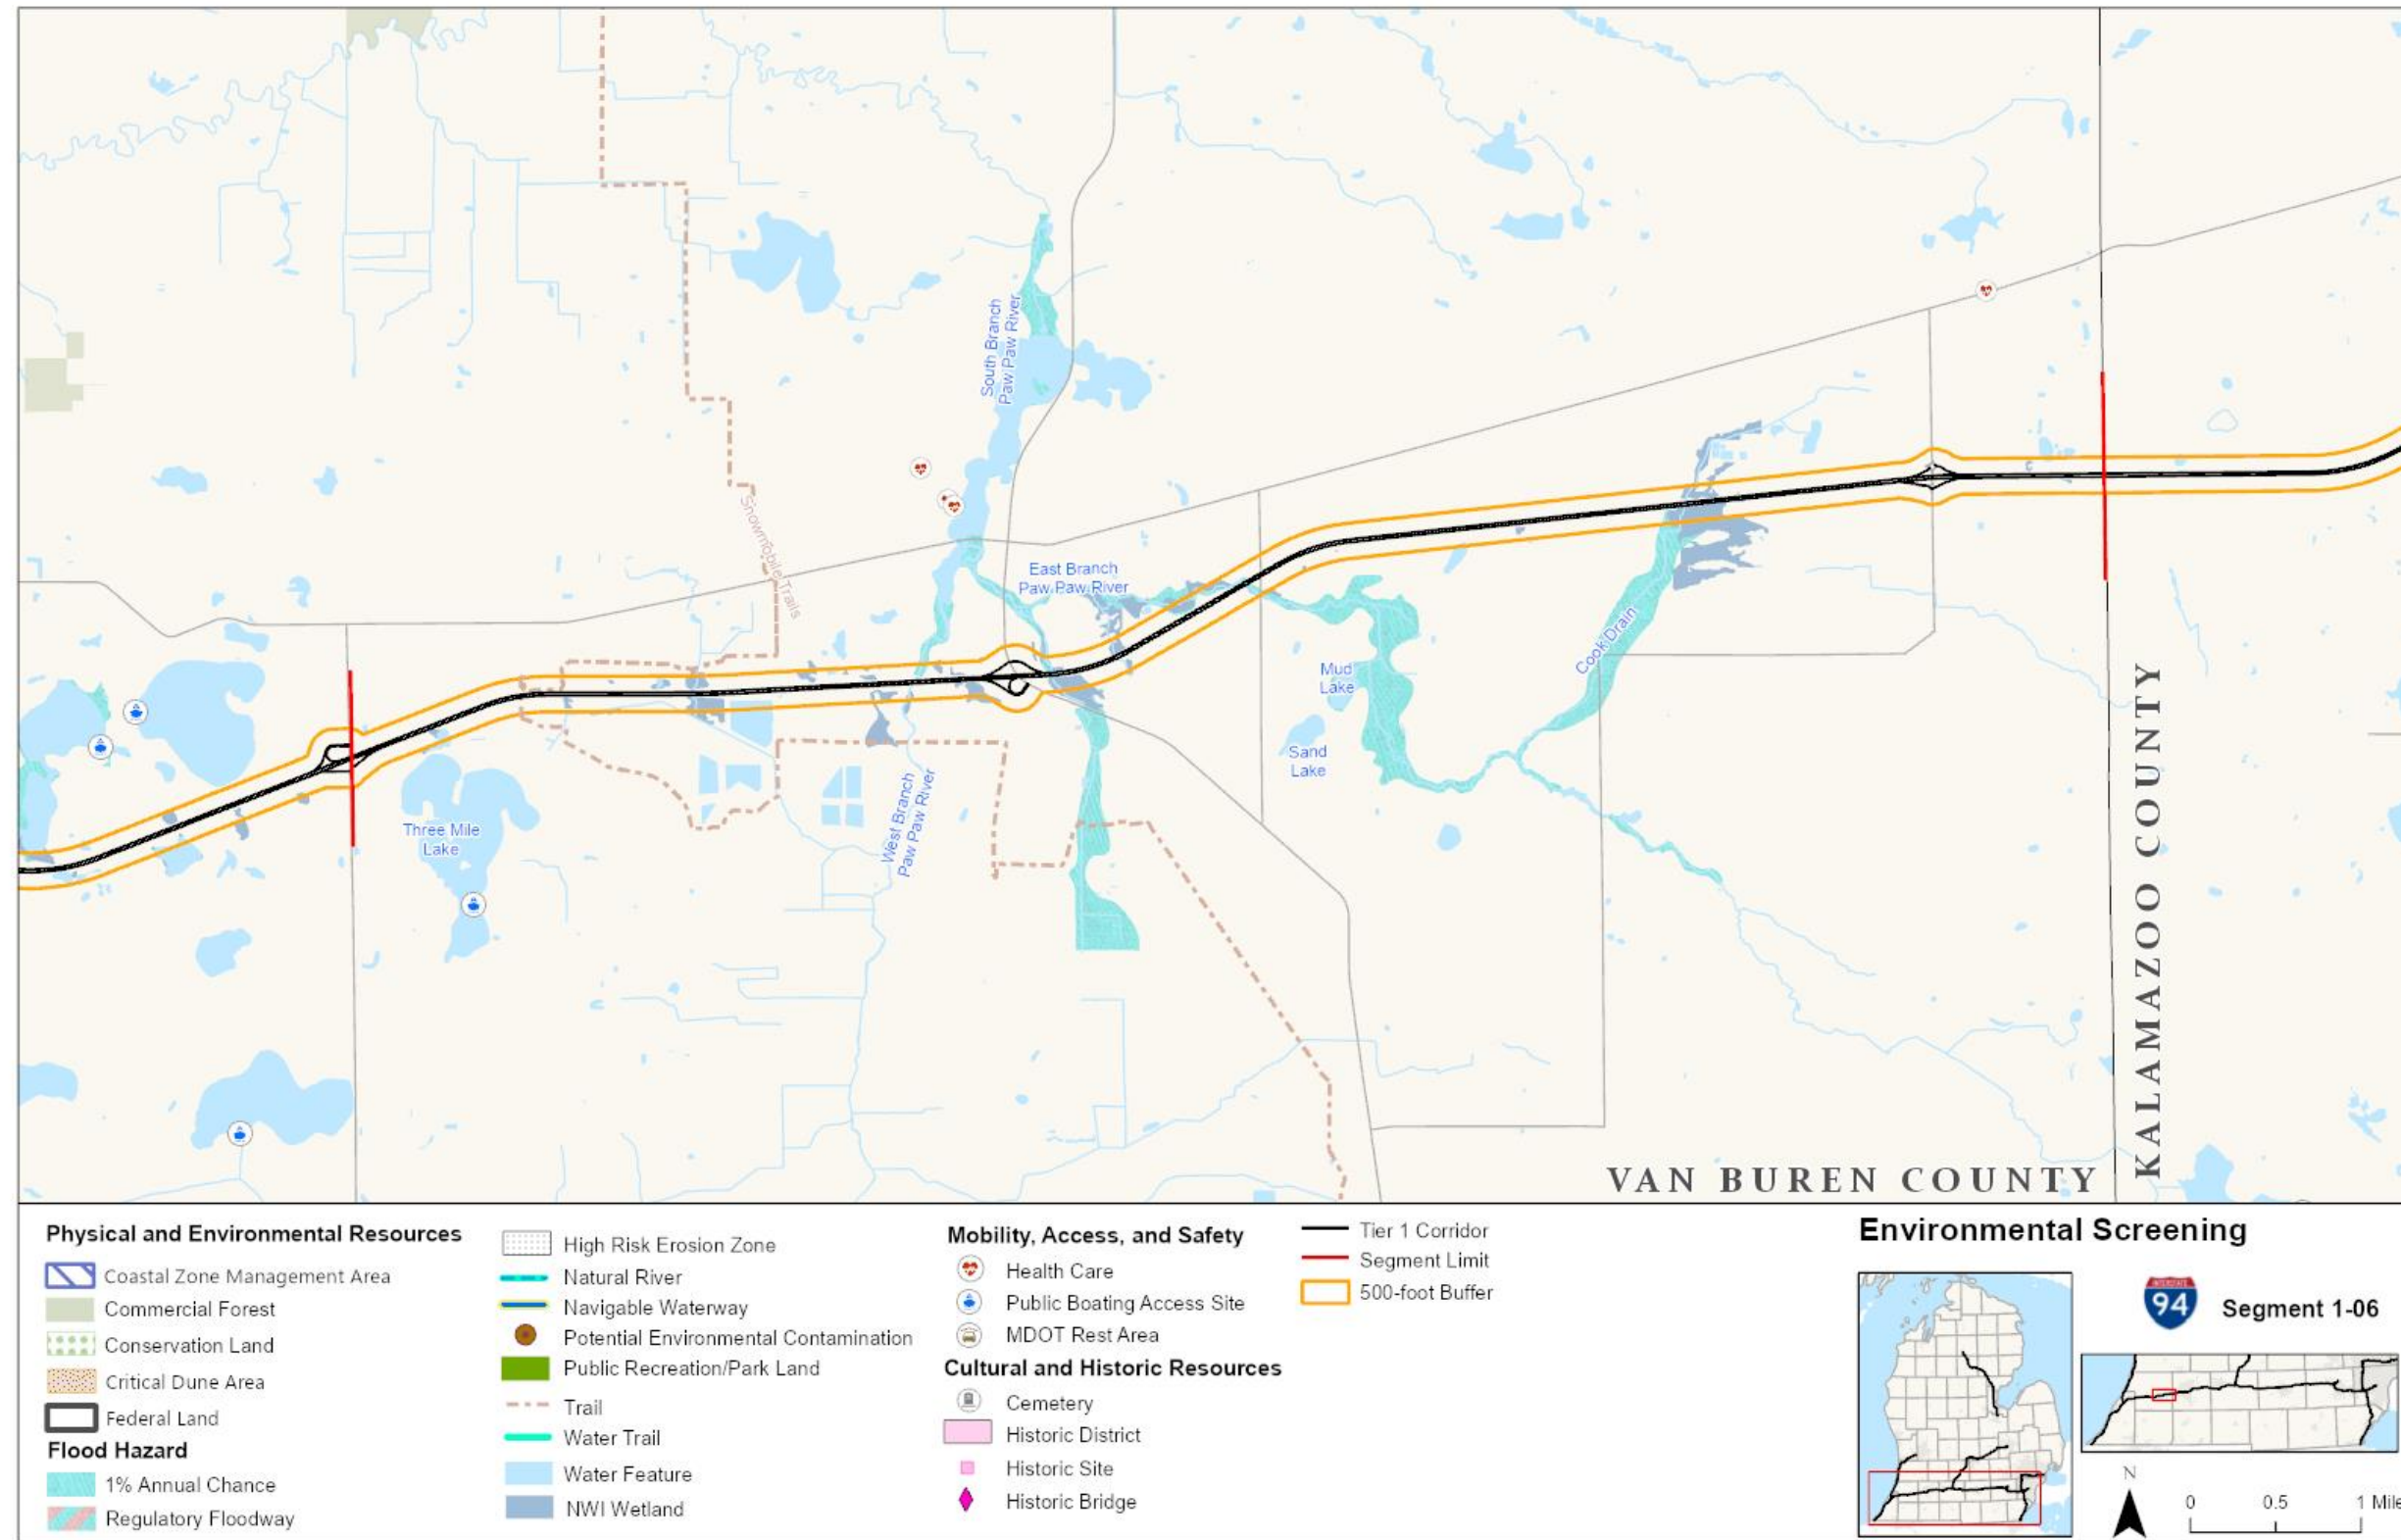 South Branch
Paw Paw River
Snowmobile Trails
East Branch
Paw Paw River
Mud
Lake
Sand
Lake
Cook Drain
Three Mile
Lake
West Branch
Paw Paw River
VAN BUREN COUNTY
KALAMAZOO COUNTY
Physical and Environmental Resources
Coastal Zone Management Area
Commercial Forest
Conservation Land
Critical Dune Area
Federal Land
Flood Hazard
1% Annual Chance
Regulatory Floodway
High Risk Erosion Zone
Natural River
Navigable Waterway
Potential Environmental Contamination
Public Recreation/Park Land
Trail
Water Trail
Water Feature
NWI Wetland
Mobility, Access, and Safety
Health Care
Public Boating Access Site
MDOT Rest Area
Cultural and Historic Resources
Cemetery
Historic District
Historic Site
Historic Bridge
Tier 1 Corridor
Segment Limit
500-foot Buffer
Environmental Screening
INTERSTATE
94
Segment 1-06
N
0 0.5 1 Mile